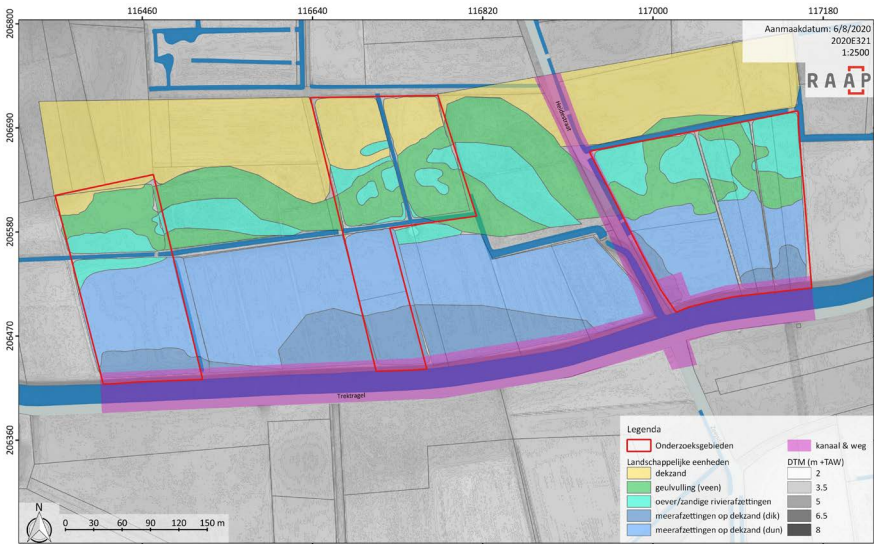 116460 116640 116820 117000 117180
206800
206690
206580
206470
206360
Aanmaakdatum: 6/8/2020
2020E321
1:2500
RAAP
Heidestraat
Trektragel
N
0 30 60 90 120 150 m
Legenda
Onderzoeksgebieden
Landschappelijke eenheden
dekzand
geulvulling (veen)
oever/zandige rivierafzettingen
meerafzettingen op dekzand (dik)
meerafzettingen op dekzand (dun)
kanaal & weg
DTM (m +TAW)
2
3.5
5
6.5
8